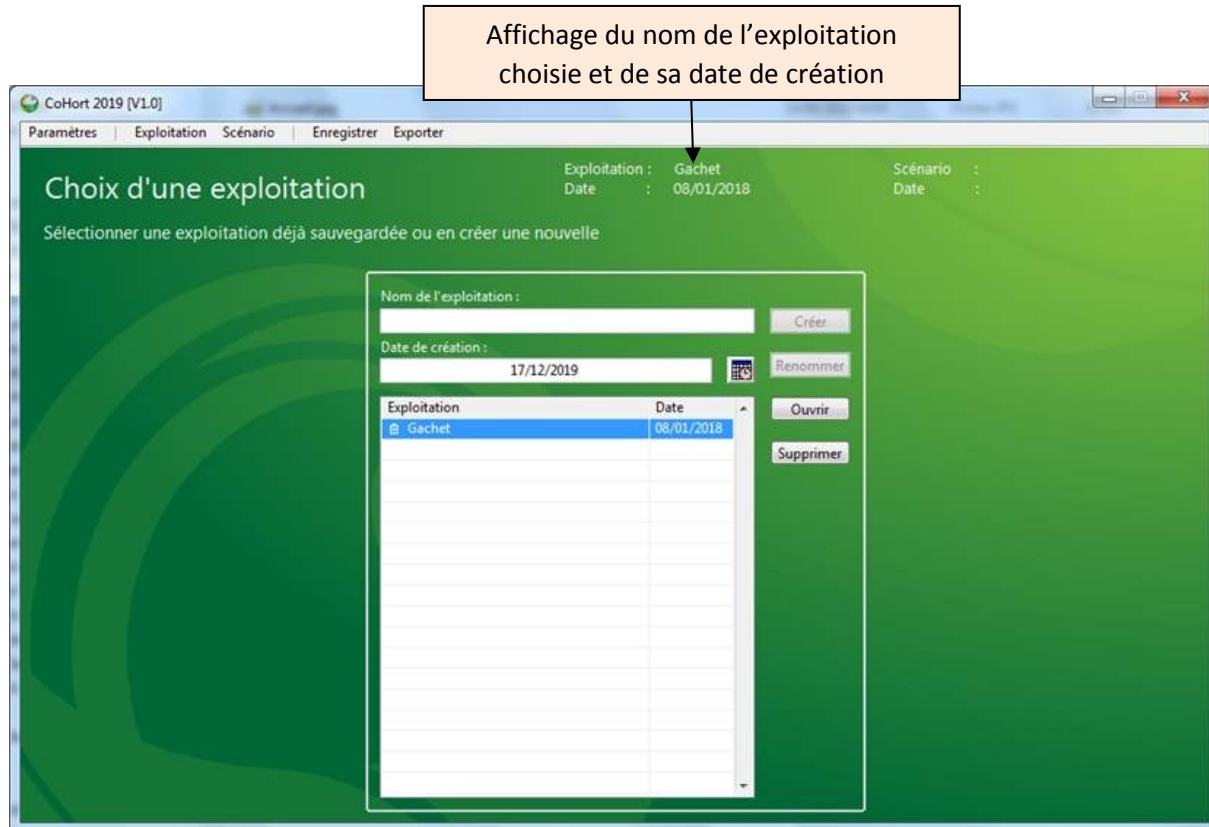 Affichage du nom de l’exploitation
choisie et de sa date de création
CoHort 2019 [V1.0]
Paramètres | Exploitation Scénario | Enregistrer Exporter
Choix d'une exploitation
Exploitation : Gachet
Date : 08/01/2018
Scénario :
Date :
Sélectionner une exploitation déjà sauvegardée ou en créer une nouvelle
Nom de l'exploitation :
Créer
Date de création :
17/12/2019
Renommer
Exploitation Date
Ouvrir
Gachet 08/01/2018
Supprimer